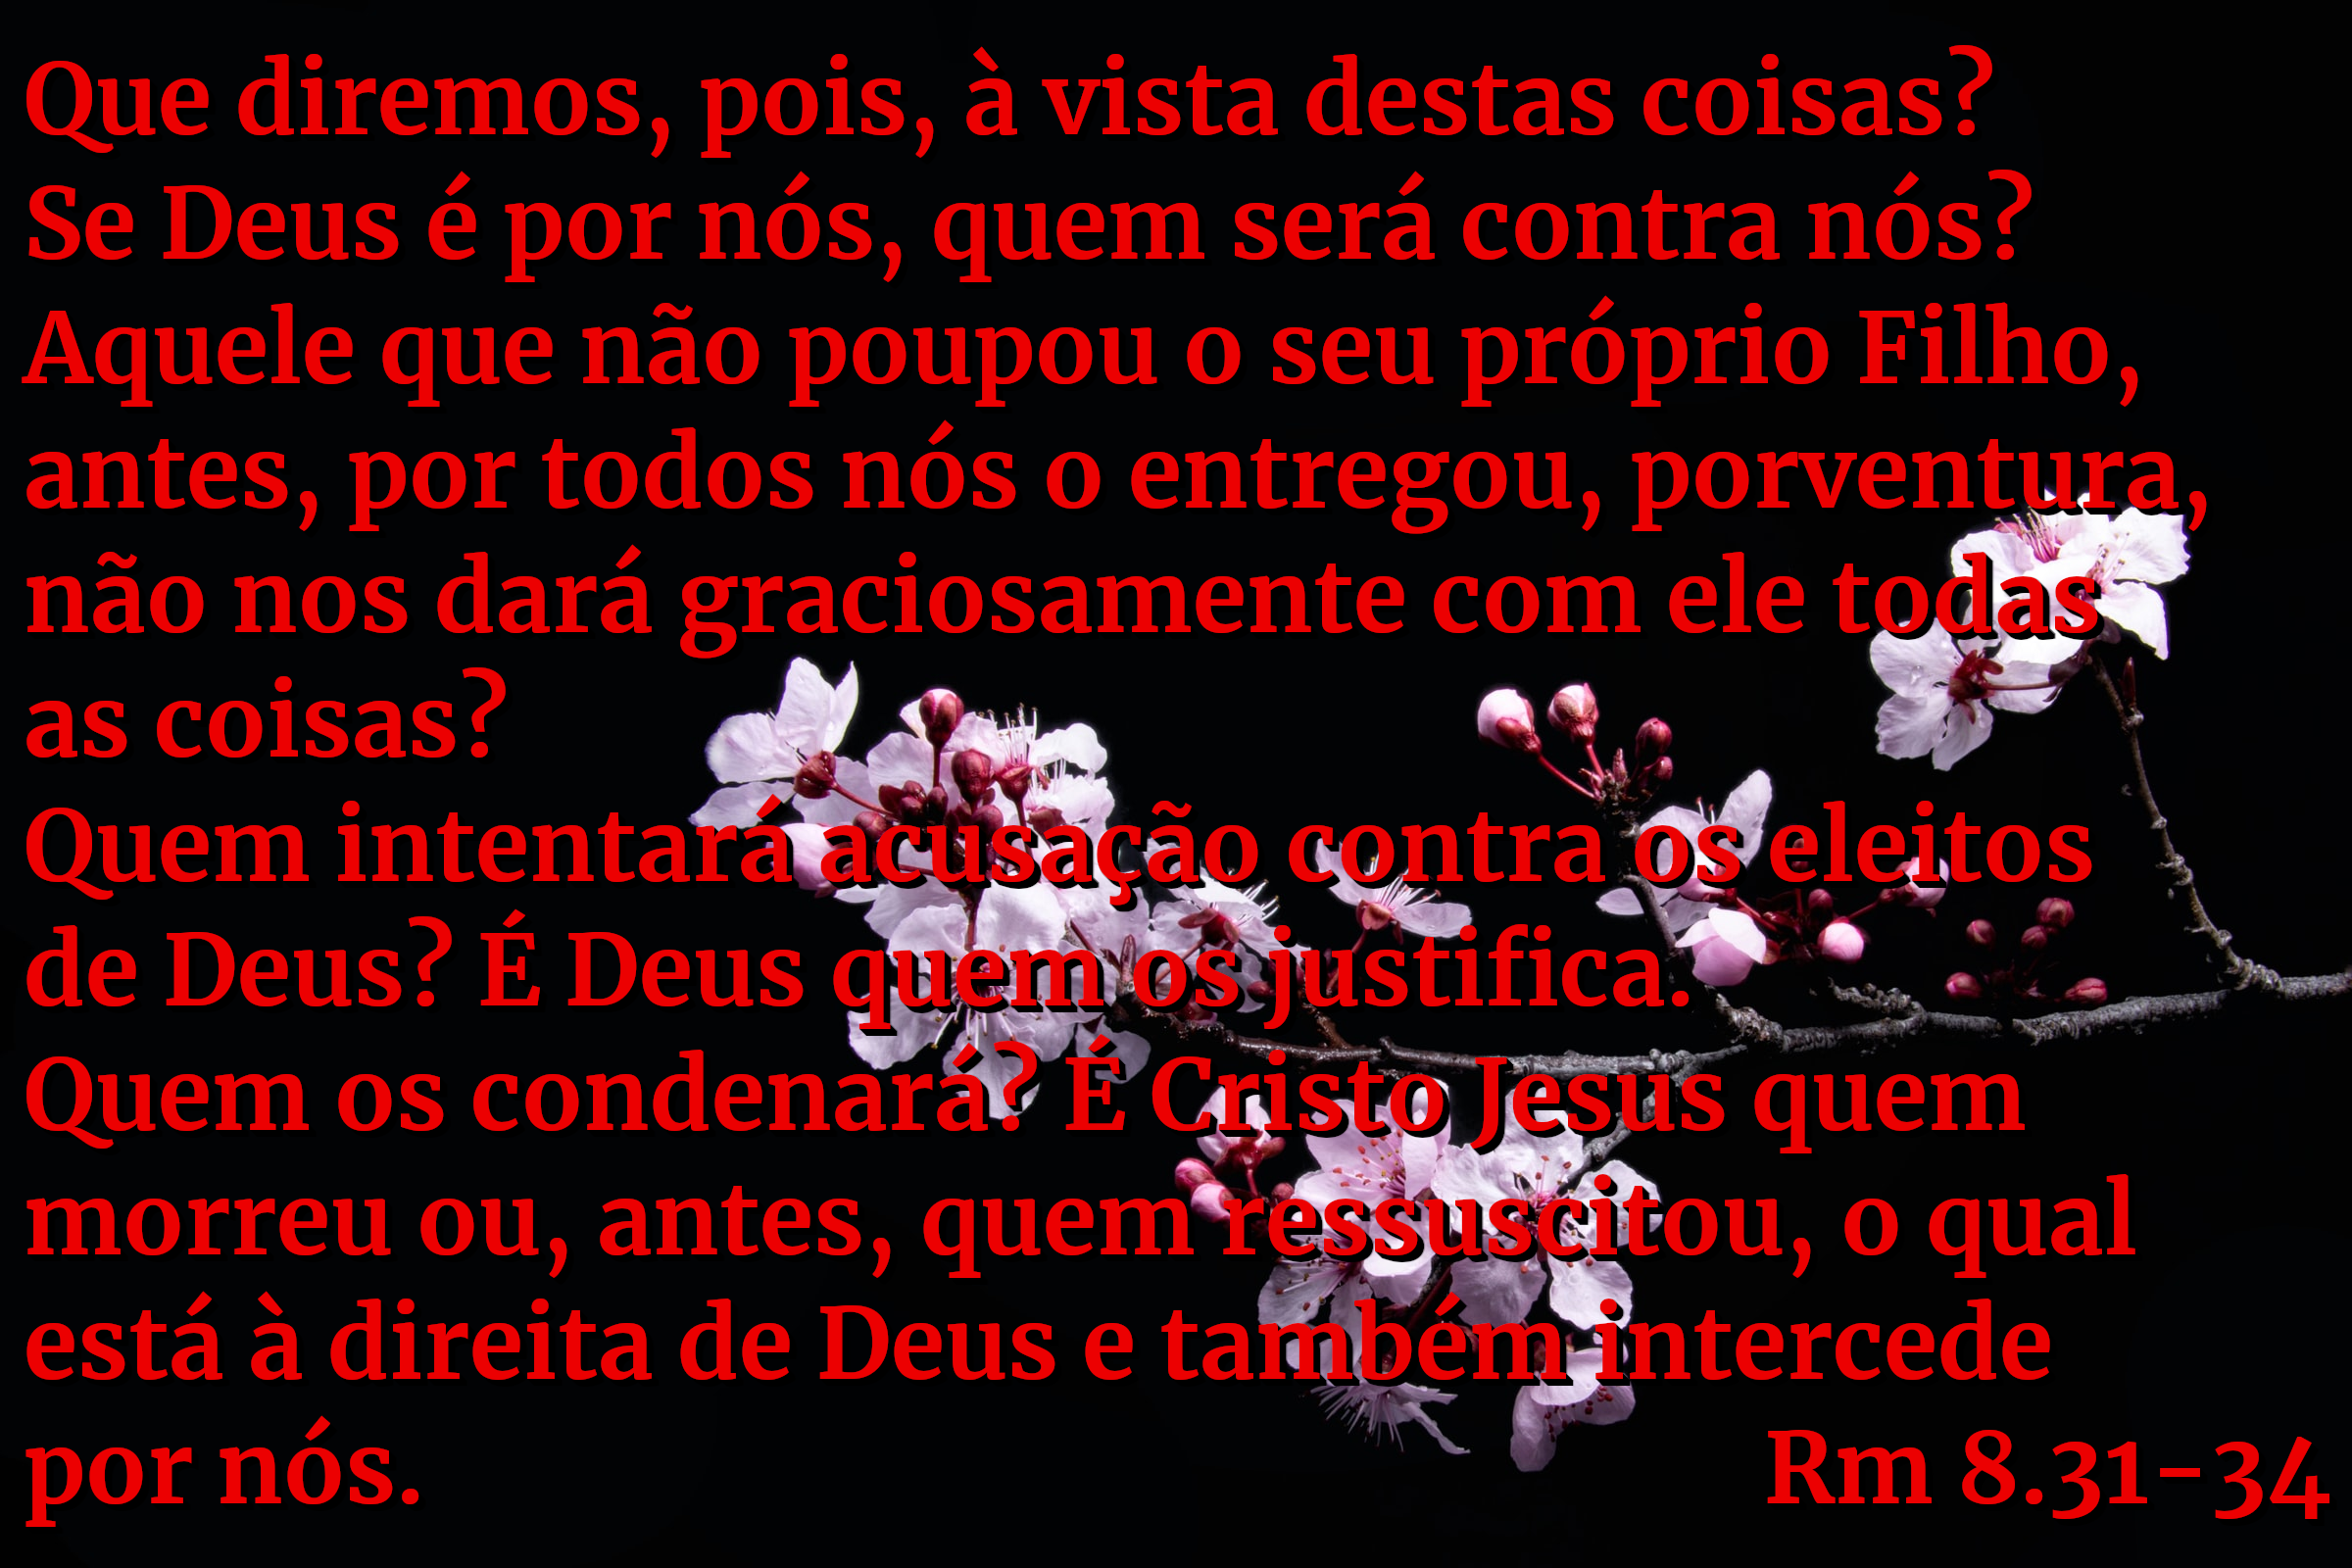 Que diremos, pois, à vista destas coisas?
Se Deus é por nós, quem será contra nós?
Aquele que não poupou o seu próprio Filho,
antes, por todos nós o entregou, porventura,
não nos dará graciosamente com ele todas
as coisas?
Quem intentará acusação contra os eleitos
de Deus? É Deus quem os justifica.
Quem os condenará? É Cristo Jesus quem
morreu ou, antes, quem ressuscitou, o qual
está à direita de Deus e também intercede
por nós. Rm 8.31-34